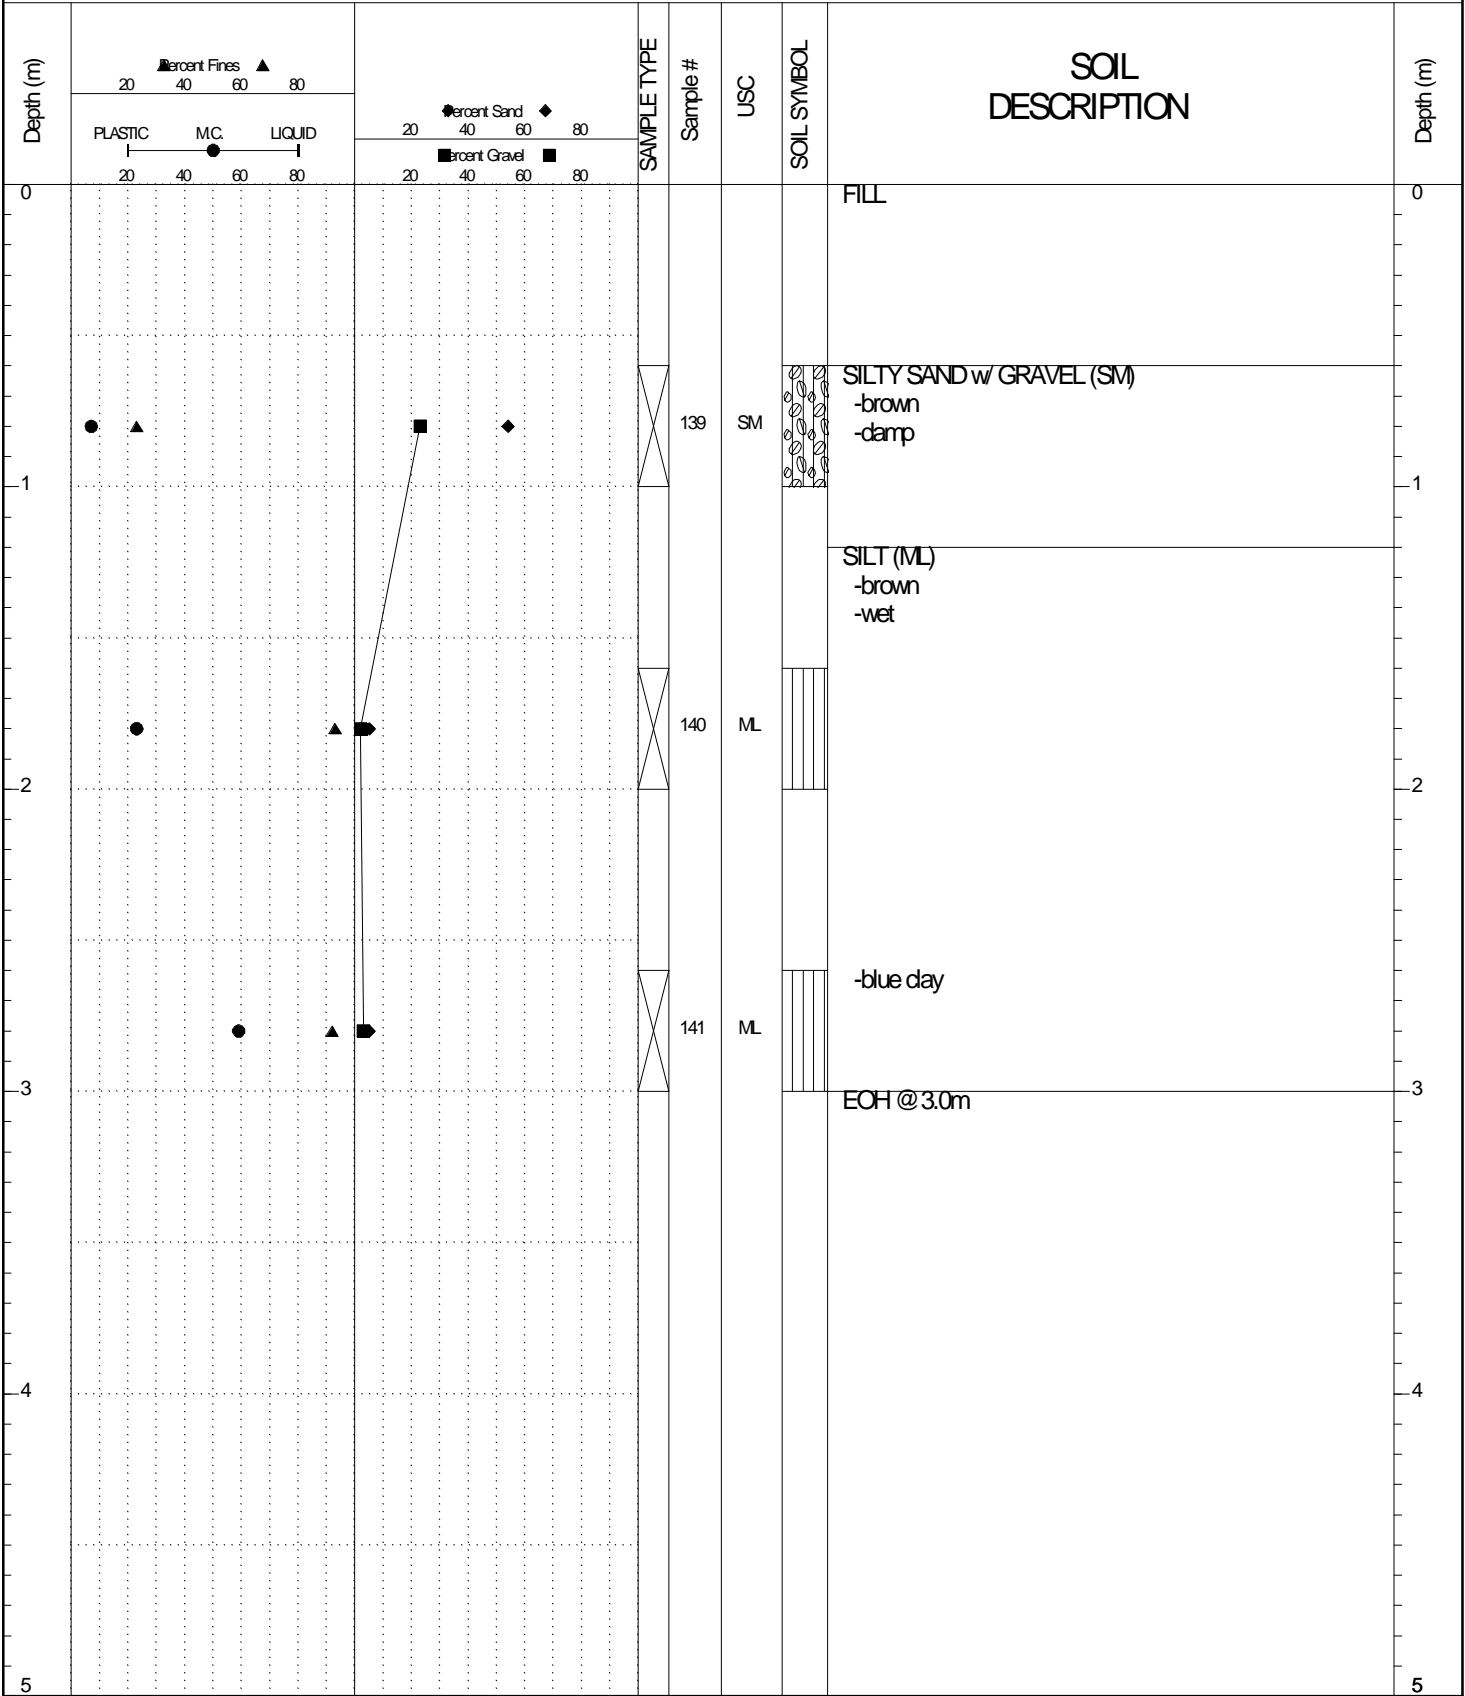 Depth (m)
Percent Fines
20 40 60 80
PLASTIC M.C. LIQUID
20 40 60 80
Percent Sand
20 40 60 80
Percent Gravel
20 40 60 80
SAMPLE TYPE
Sample #
USC
SOIL SYMBOL
SOIL
DESCRIPTION
Depth (m)
0 FILL 0
SILTY SAND w/ GRAVEL (SM)
-brown
139 SM -damp
1 1
SILT (ML)
-brown
-wet
140 ML
2 2
-blue clay
141 ML
3 EOH @ 3.0m 3
4 4
5 5